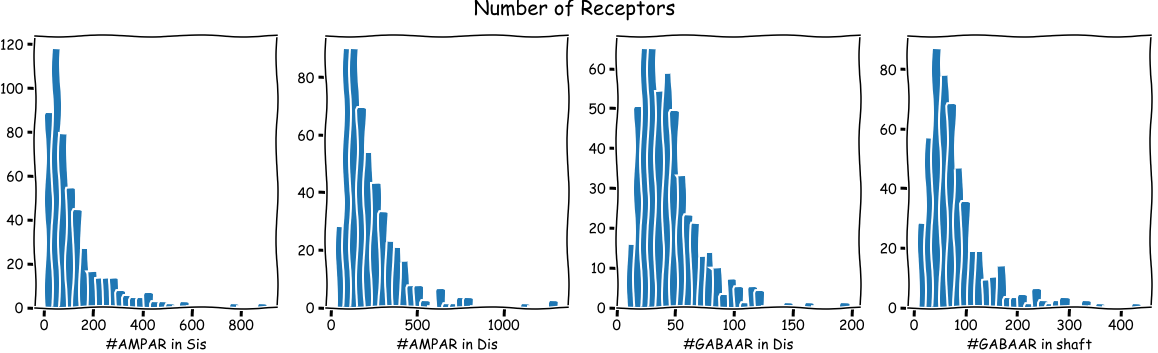 Number of Receptors
120
100
80
60
40
20
0
0 200 400 600 800
#AMPAR in Sis
80
60
40
20
0
0 500 1000
#AMPAR in Dis
60
50
40
30
20
10
0
0 50 100 150 200
#GABAAR in Dis
80
60
40
20
0
0 100 200 300 400
#GABAAR in shaft